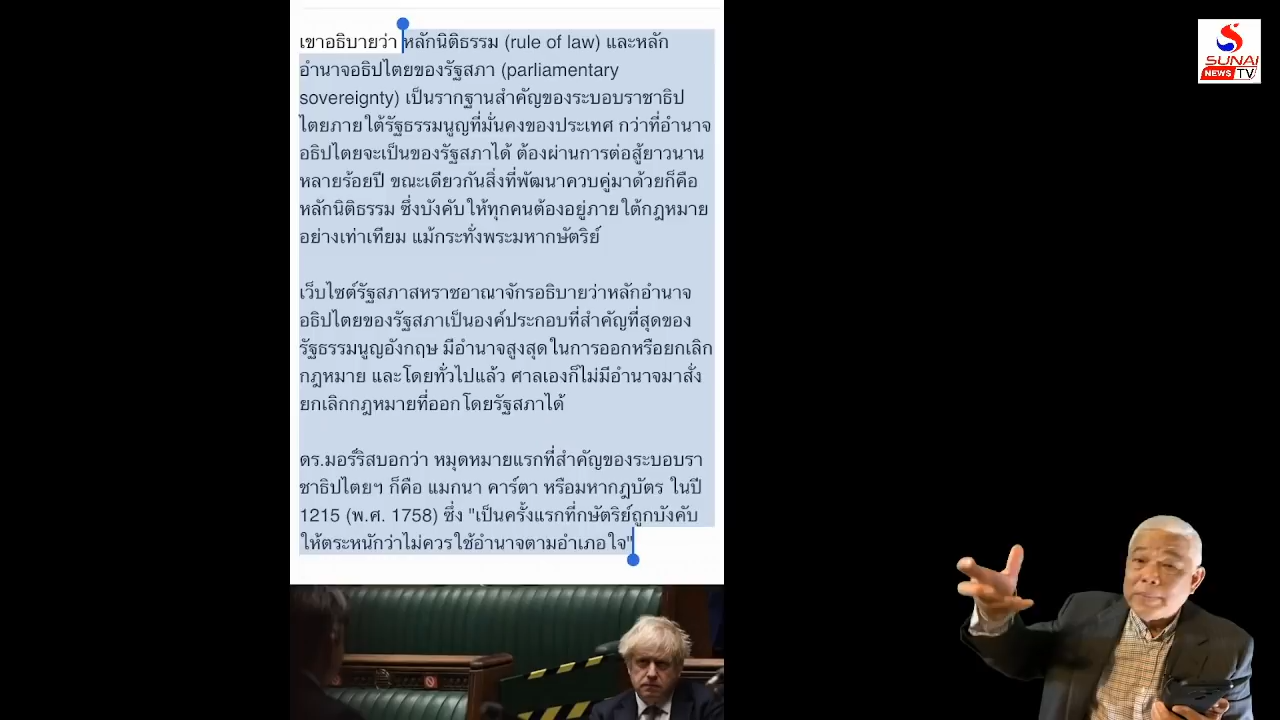 เขาอธิบายว่า หลักนิติธรรม (rule of law) และหลัก
อำนาจอธิปไตยของรัฐสภา (parliamentary
sovereignty) เป็นรากฐานสำคัญของระบอบราชาธิป
ไตยภายใต้รัฐธรรมนูญที่มั่นคงของประเทศ กว่าที่อำนาจ
อธิปไตยจะเป็นของรัฐสภาได้ ต้องผ่านการต่อสู้ยาวนาน
หลายร้อยปี ขณะเดียวกันสิ่งที่พัฒนาควบคู่มาด้วยก็คือ
หลักนิติธรรม ซึ่งบังคับให้ทุกคนต้องอยู่ภายใต้กฎหมาย
อย่างเท่าเทียม แม้กระทั่งพระมหากษัตริย์
เว็บไซต์รัฐสภาสหราชอาณาจักรอธิบายว่าหลักอำนาจ
อธิปไตยของรัฐสภาเป็นองค์ประกอบที่สำคัญที่สุดของ
รัฐธรรมนูญอังกฤษ มีอำนาจสูงสุดในการออกหรือยกเลิก
กฎหมาย และโดยทั่วไปแล้ว ศาลเองก็ไม่มีอำนาจมาสั่ง
ยกเลิกกฎหมายที่ออกโดยรัฐสภาได้
ดร.มอร์ริสบอกว่า หมุดหมายแรกที่สำคัญของระบอบรา
ชาธิปไตยฯ ก็คือ แมกนา คาร์ตา หรือมหากฎบัตร ในปี
1215 (พ.ศ. 1758) ซึ่ง "เป็นครั้งแรกที่กษัตริย์ถูกบังคับ
ให้ตระหนักว่าไม่ควรใช้อำนาจตามอำเภอใจ"
SUNAI
NEWS TV